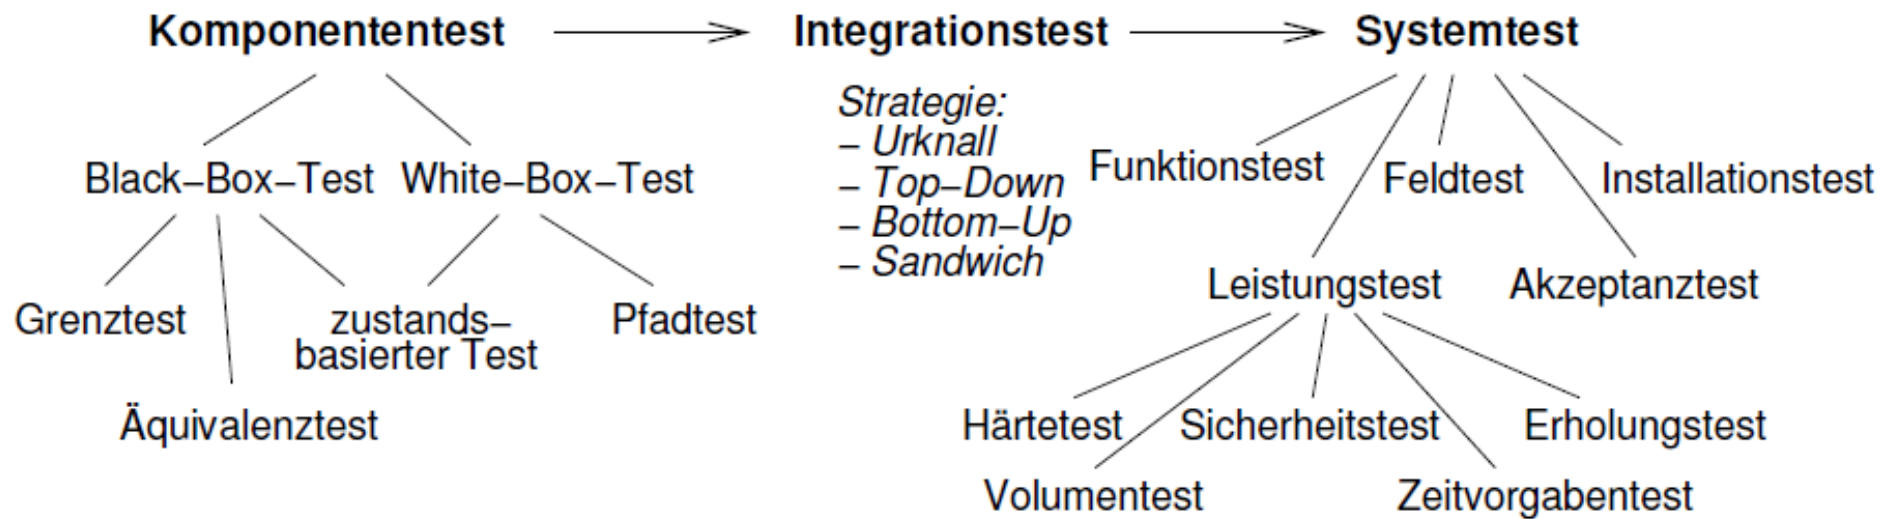 Komponententest
Integrationstest
Systemtest
Strategie:
– Urknall
– Top–Down
– Bottom–Up
– Sandwich
Black–Box–Test
White–Box–Test
Funktionstest
Feldtest
Installationstest
Grenztest
zustands–
basierter Test
Pfadtest
Äquivalenztest
Leistungstest
Akzeptanztest
Härtetest
Sicherheitstest
Erholungstest
Volumentest
Zeitvorgabentest